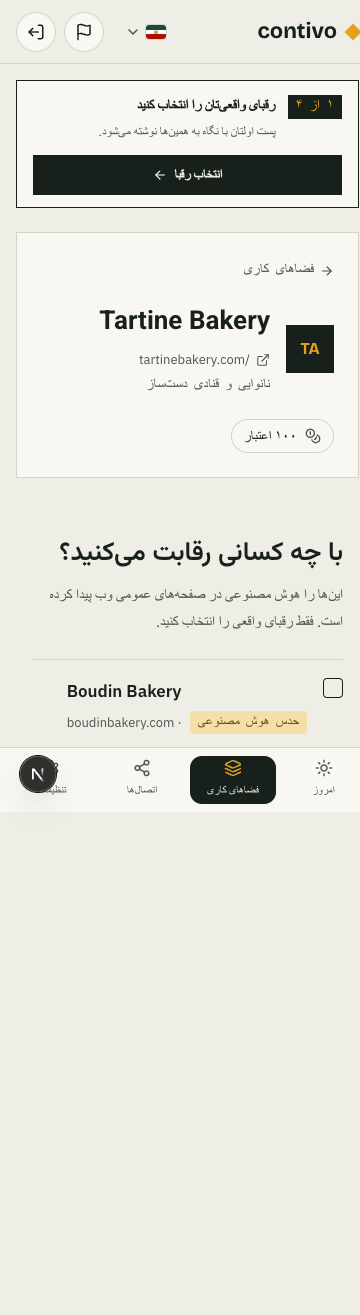 contivo
۱ از ۴
رقبای واقعی‌تان را انتخاب کنید
پست اولتان با نگاه به همین‌ها نوشته می‌شود.
انتخاب رقبا ←
→ فضاهای کاری
TA
Tartine Bakery
tartinebakery.com/
نانوایی و قنادی دست‌ساز
۱۰۰ اعتبار
با چه کسانی رقابت می‌کنید؟
این‌ها را هوش مصنوعی در صفحه‌های عمومی وب پیدا کرده
است. فقط رقبای واقعی را انتخاب کنید.
Boudin Bakery
حدس هوش مصنوعی · boudinbakery.com
امروز
فضاهای کاری
اتصال‌ها
N